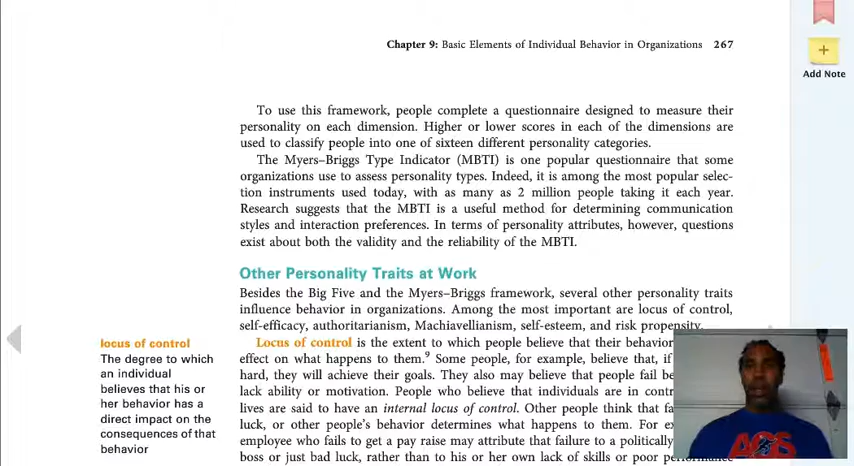 Chapter 9: Basic Elements of Individual Behavior in Organizations 267
Add Note
To use this framework, people complete a questionnaire designed to measure their
personality on each dimension. Higher or lower scores in each of the dimensions are
used to classify people into one of sixteen different personality categories.
The Myers–Briggs Type Indicator (MBTI) is one popular questionnaire that some
organizations use to assess personality types. Indeed, it is among the most popular selec-
tion instruments used today, with as many as 2 million people taking it each year.
Research suggests that the MBTI is a useful method for determining communication
styles and interaction preferences. In terms of personality attributes, however, questions
exist about both the validity and the reliability of the MBTI.
Other Personality Traits at Work
Besides the Big Five and the Myers–Briggs framework, several other personality traits
influence behavior in organizations. Among the most important are locus of control,
self-efficacy, authoritarianism, Machiavellianism, self-esteem, and risk propensity.
Locus of control is the extent to which people believe that their behavior
effect on what happens to them.9 Some people, for example, believe that, if
hard, they will achieve their goals. They also may believe that people fail
lack ability or motivation. People who believe that individuals are in
lives are said to have an internal locus of control. Other people think that
luck, or other people's behavior determines what happens to them. For
employee who fails to get a pay raise may attribute that failure to a politically
boss or just bad luck, rather than to his or her own lack of skills or poor performance
locus of control
The degree to which
an individual
believes that his or
her behavior has a
direct impact on the
consequences of that
behavior